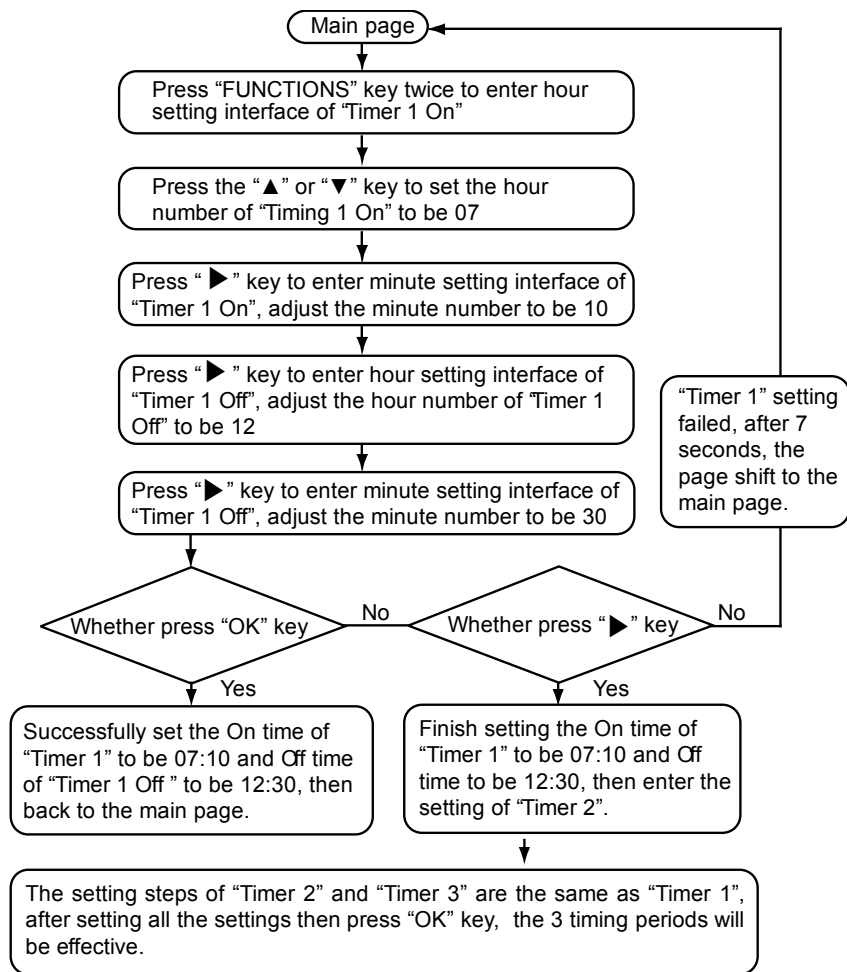 Main page
Press “FUNCTIONS” key twice to enter hour
setting interface of “Timer 1 On”
Press the “▲” or “▼” key to set the hour
number of “Timing 1 On” to be 07
Press “ ▶ ” key to enter minute setting interface of
“Timer 1 On”, adjust the minute number to be 10
Press “ ▶ ” key to enter hour setting interface of
“Timer 1 Off”, adjust the hour number of “Timer 1
Off” to be 12
Press “▶” key to enter minute setting interface of
“Timer 1 Off”, adjust the minute number to be 30
“Timer 1” setting
failed, after 7
seconds, the
page shift to the
main page.
Whether press “OK” key
No
Whether press “▶” key
No
Yes
Yes
Successfully set the On time of
“Timer 1” to be 07:10 and Off time
of “Timer 1 Off ” to be 12:30, then
back to the main page.
Finish setting the On time of
“Timer 1” to be 07:10 and Off
time to be 12:30, then enter the
setting of “Timer 2”.
The setting steps of “Timer 2” and “Timer 3” are the same as “Timer 1”,
after setting all the settings then press “OK” key, the 3 timing periods will
be effective.